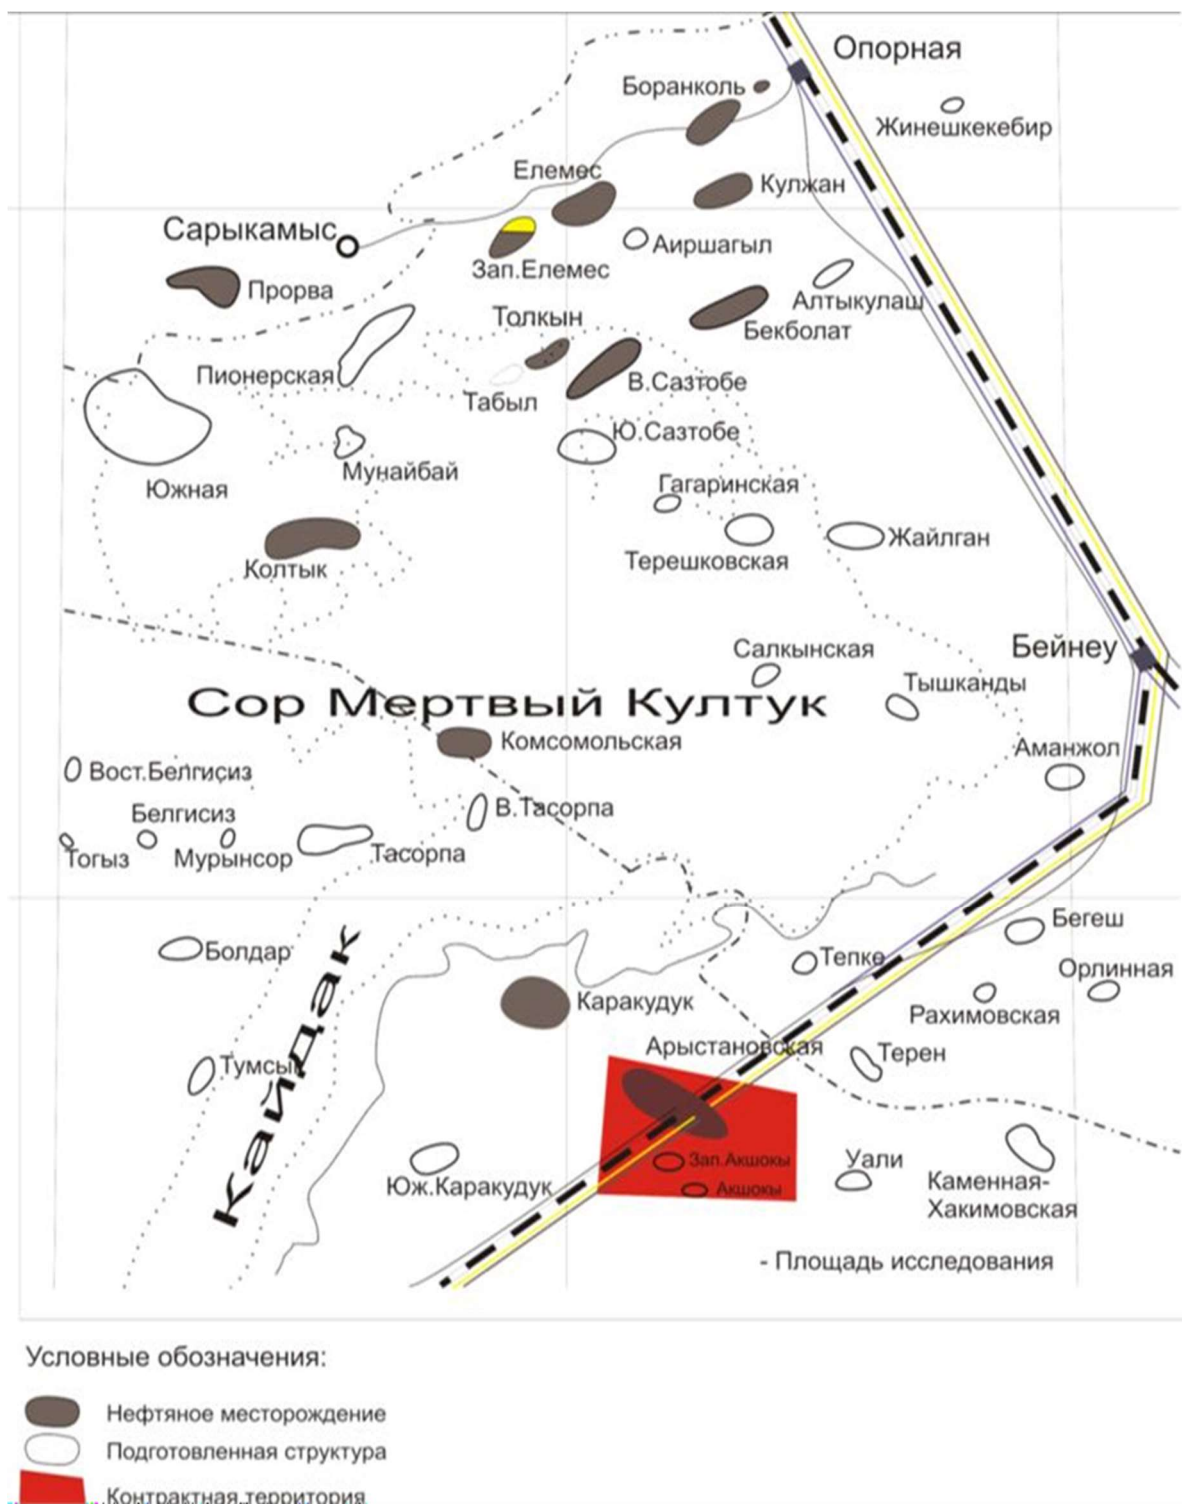 Опорная
Боранколь
Жинешкекебир
Елемес
Кулжан
Сарыкамыс
Аиршагыл
Зап.Елемес
Прорва
Алтыкулаш
Толкын
Бекболат
Пионерская
В.Сазтобе
Табыл
Ю.Сазтобе
Мунайбай
Южная
Гагаринская
Жайлган
Терешковская
Колтык
Бейнеу
Салкынская
Тышканды
Сор Мертвый Култук
Комсомольская
Аманжол
Вост.Белгисиз
Белгисиз
В.Тасорпа
Тогыз
Мурынсор
Тасорпа
Бегеш
Болдар
Тепке
Орлинная
Каракудук
Рахимовская
Арыстановская
Терен
Кайдак
Зап.Акшокы
Уали
Юж.Каракудук
Акшокы
Каменная-
Хакимовская
- Площадь исследования
Условные обозначения:
Нефтяное месторождение
Подготовленная структура
Контрактная территория